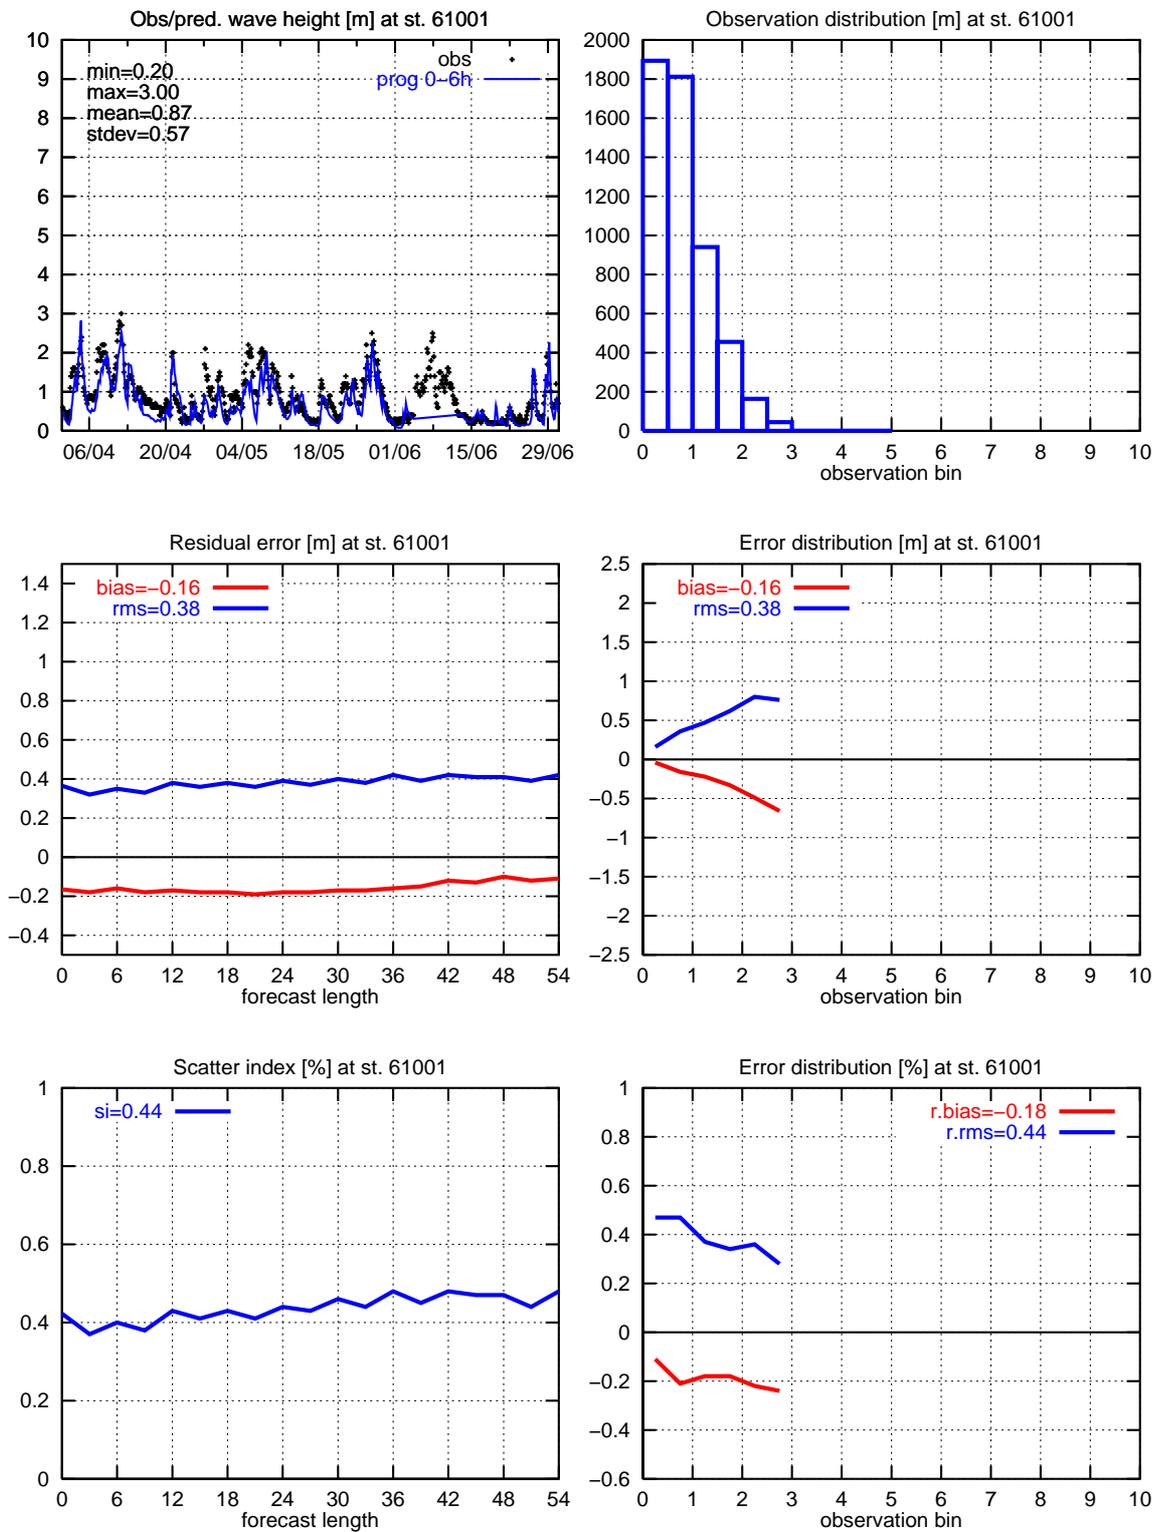 Obs/pred. wave height [m] at st. 61001
10
9
8
7
6
5
4
3
2
1
0
min=0.20
max=3.00
mean=0.87
stdev=0.57
obs
prog 0−6h
06/04 20/04 04/05 18/05 01/06 15/06 29/06
Observation distribution [m] at st. 61001
2000
1800
1600
1400
1200
1000
800
600
400
200
0
0 1 2 3 4 5 6 7 8 9 10
observation bin
Residual error [m] at st. 61001
bias=−0.16
rms=0.38
1.4
1.2
1
0.8
0.6
0.4
0.2
0
−0.2
−0.4
0 6 12 18 24 30 36 42 48 54
forecast length
Error distribution [m] at st. 61001
bias=−0.16
rms=0.38
2.5
2
1.5
1
0.5
0
−0.5
−1
−1.5
−2
−2.5
0 1 2 3 4 5 6 7 8 9 10
observation bin
Scatter index [%] at st. 61001
si=0.44
1
0.8
0.6
0.4
0.2
0
0 6 12 18 24 30 36 42 48 54
forecast length
Error distribution [%] at st. 61001
r.bias=−0.18
r.rms=0.44
1
0.8
0.6
0.4
0.2
0
−0.2
−0.4
−0.6
0 1 2 3 4 5 6 7 8 9 10
observation bin